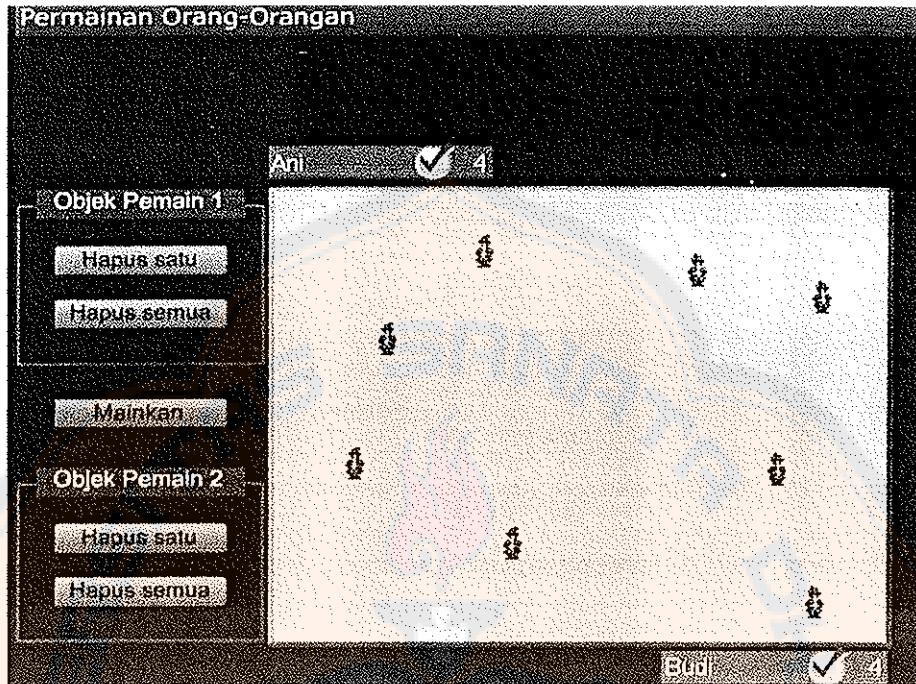 Permainan Orang-Orangan
Ani 4
Objek Pemain 1
Hapus satu
Hapus semua
Mainkan
Objek Pemain 2
Hapus satu
Hapus semua
Budi 4
SANATA